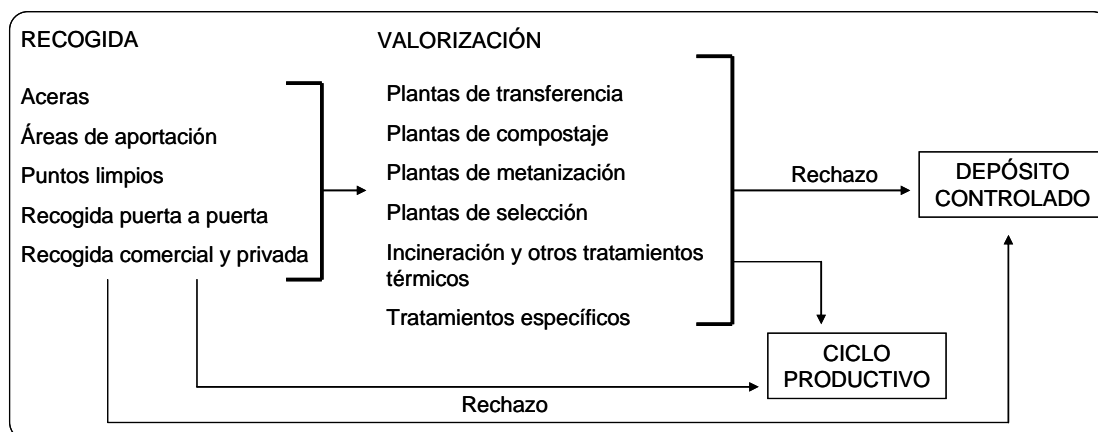 RECOGIDA
Aceras
Áreas de aportación
Puntos limpios
Recogida puerta a puerta
Recogida comercial y privada
VALORIZACIÓN
Plantas de transferencia
Plantas de compostaje
Plantas de metanización
Plantas de selección
Incineración y otros tratamientos
térmicos
Tratamientos específicos
Rechazo
DEPÓSITO
CONTROLADO
CICLO
PRODUCTIVO
Rechazo